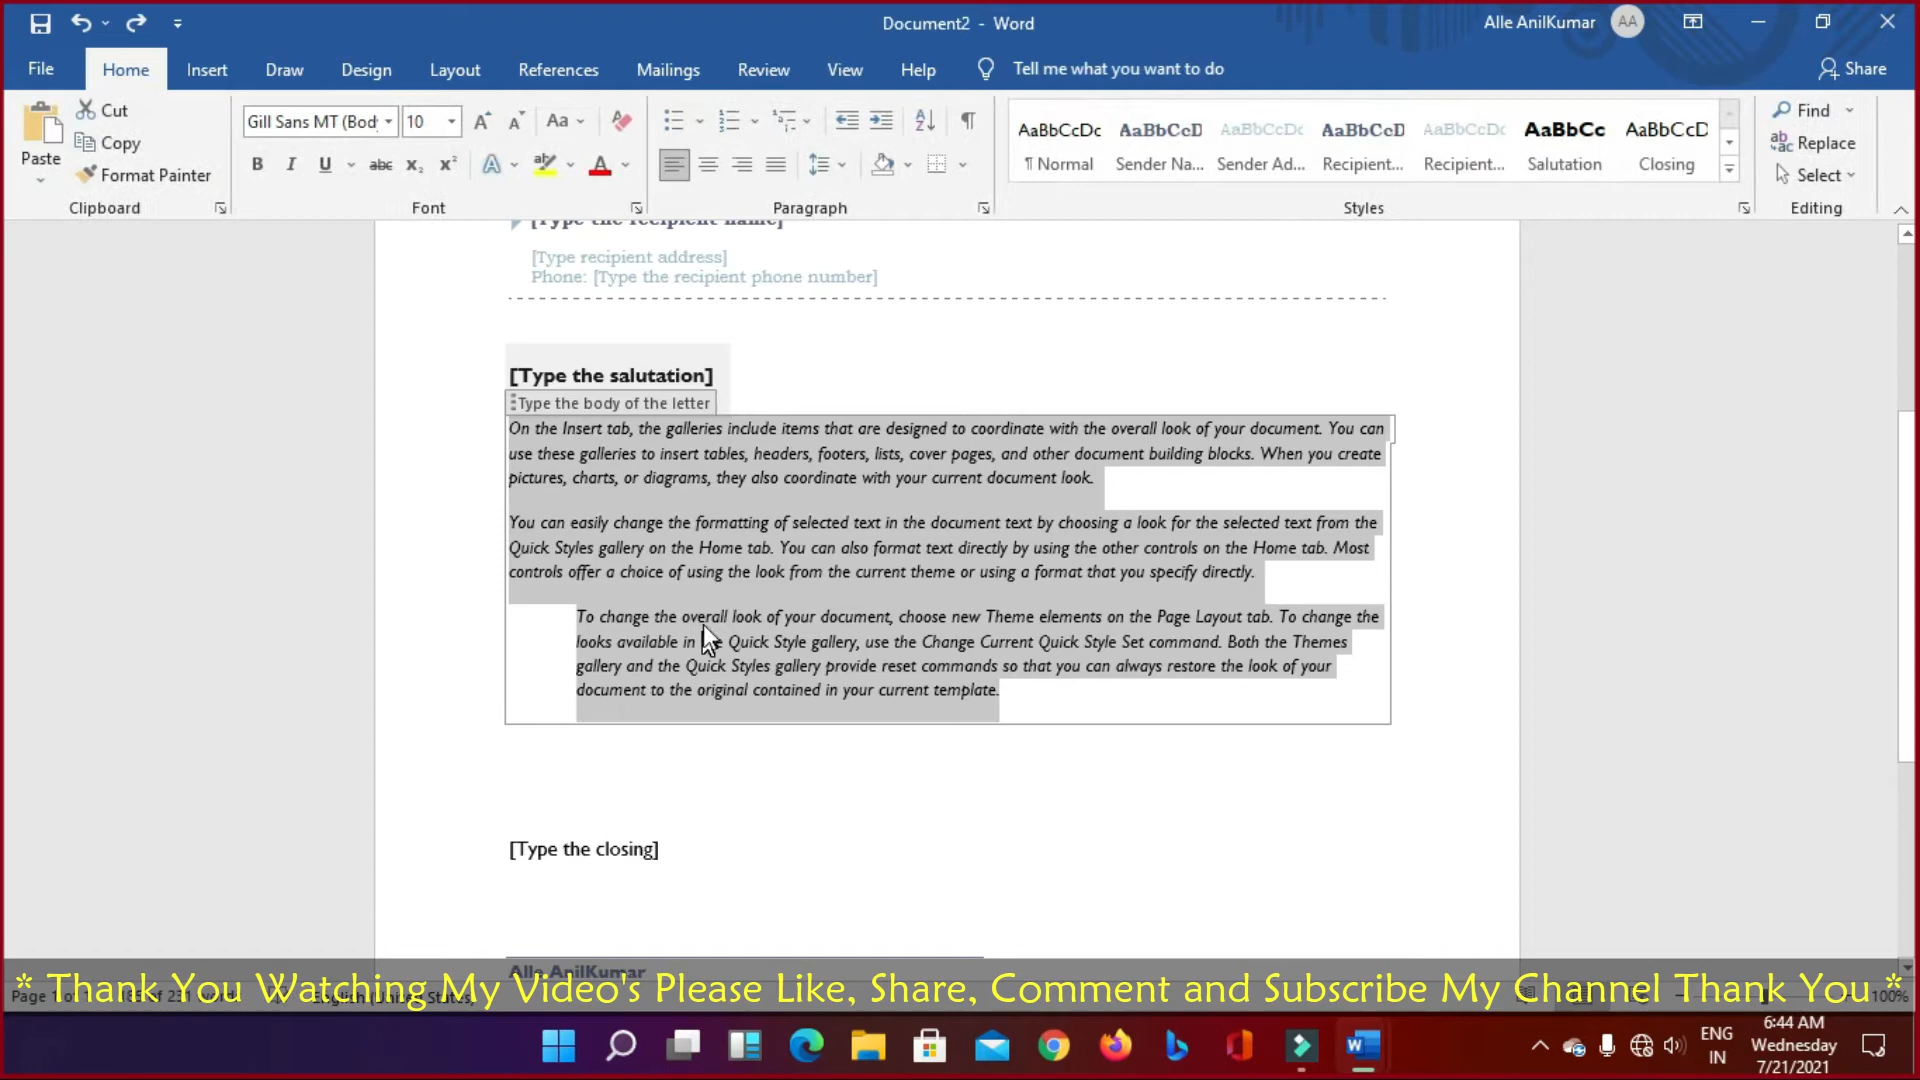 Document2 - Word
Alle AnilKumar AA
File Home Insert Draw Design Layout References Mailings Review View Help Tell me what you want to do Share
Cut
Copy
Paste
Format Painter
Clipboard
Gill Sans MT (Body 10
Aa
B I U abc x₂ x² A A
Font
Paragraph
AaBbCcDc AaBbCcD AaBbCcDc AaBbCcD AaBbCcDc AaBbCc AaBbCcD
¶ Normal Sender Na... Sender Ad... Recipient... Recipient... Salutation Closing
Styles
Find
Replace
Select
Editing
[Type the recipient name]
[Type recipient address]
Phone: [Type the recipient phone number]
[Type the salutation]
Type the body of the letter
On the Insert tab, the galleries include items that are designed to coordinate with the overall look of your document. You can
use these galleries to insert tables, headers, footers, lists, cover pages, and other document building blocks. When you create
pictures, charts, or diagrams, they also coordinate with your current document look.
You can easily change the formatting of selected text in the document text by choosing a look for the selected text from the
Quick Styles gallery on the Home tab. You can also format text directly by using the other controls on the Home tab. Most
controls offer a choice of using the look from the current theme or using a format that you specify directly.
To change the overall look of your document, choose new Theme elements on the Page Layout tab. To change the
looks available in Quick Style gallery, use the Change Current Quick Style Set command. Both the Themes
gallery and the Quick Styles gallery provide reset commands so that you can always restore the look of your
document to the original contained in your current template.
[Type the closing]
Alle AnilKumar
* Thank You Watching My Video's Please Like, Share, Comment and Subscribe My Channel Thank You *
100%
ENG
IN
6:44 AM
Wednesday
7/21/2021